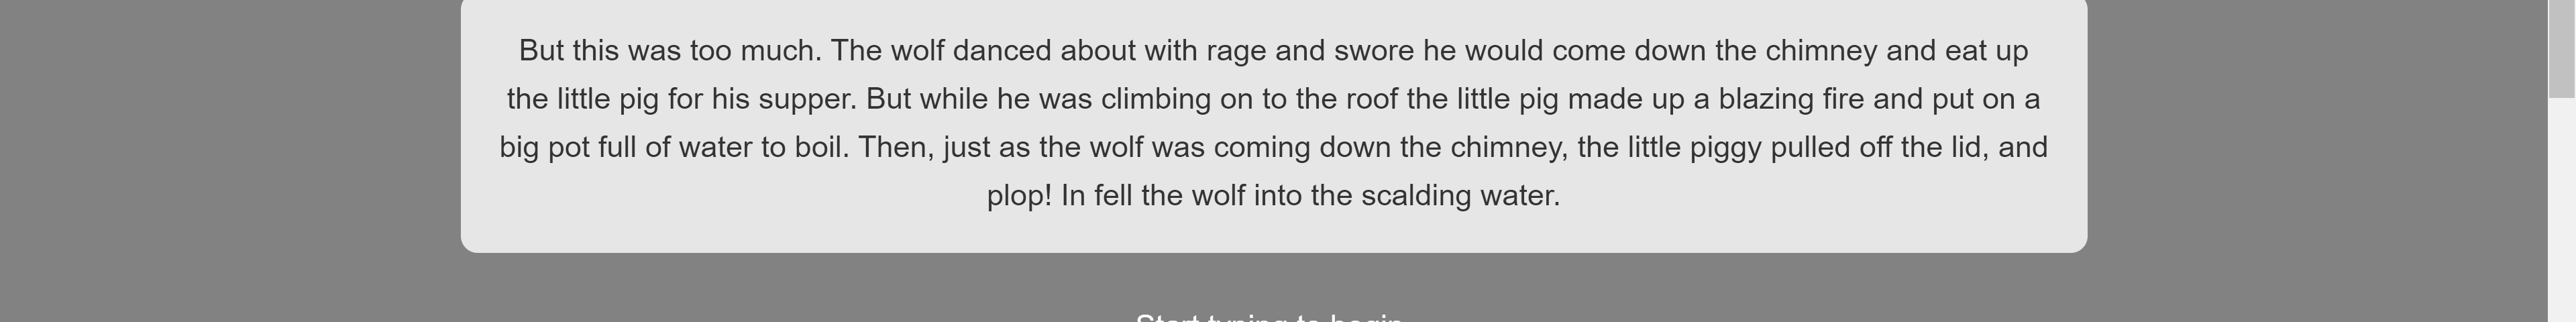 But this was too much. The wolf danced about with rage and swore he would come down the chimney and eat up
the little pig for his supper. But while he was climbing on to the roof the little pig made up a blazing fire and put on a
big pot full of water to boil. Then, just as the wolf was coming down the chimney, the little piggy pulled off the lid, and
plop! In fell the wolf into the scalding water.
Start typing to begin